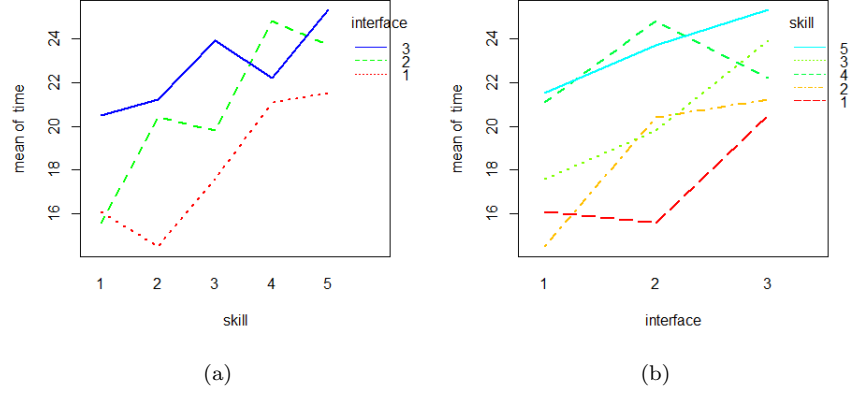 mean of time
24
22
20
18
16
1 2 3 4 5
skill
interface
3
2
1
(a)
mean of time
24
22
20
18
16
1 2 3
interface
skill
5
3
4
2
1
(b)